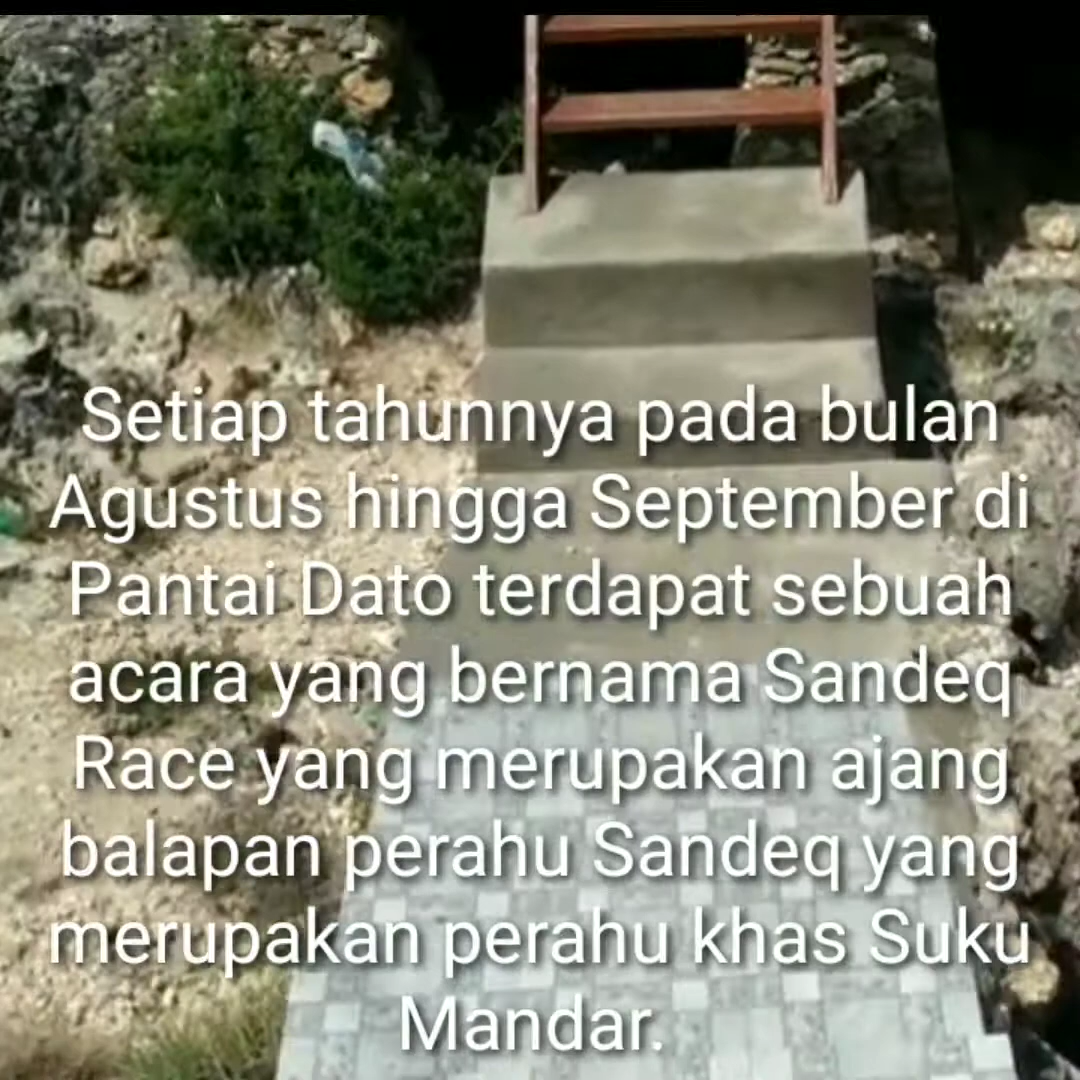 Setiap tahunnya pada bulan
Agustus hingga September di
Pantai Dato terdapat sebuah
acara yang bernama Sandeq
Race yang merupakan ajang
balapan perahu Sandeq yang
merupakan perahu khas Suku
Mandar.